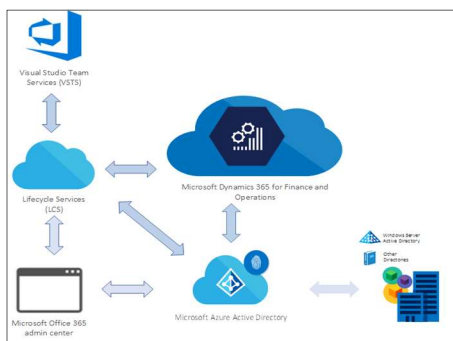 Visual Studio Team
Services (VSTS)
Microsoft Dynamics 365 for Finance and
Operations
Lifecycle Services
(LCS)
Windows Server
Active Directory
Other
Directories
Microsoft Office 365
admin center
Microsoft Azure Active Directory